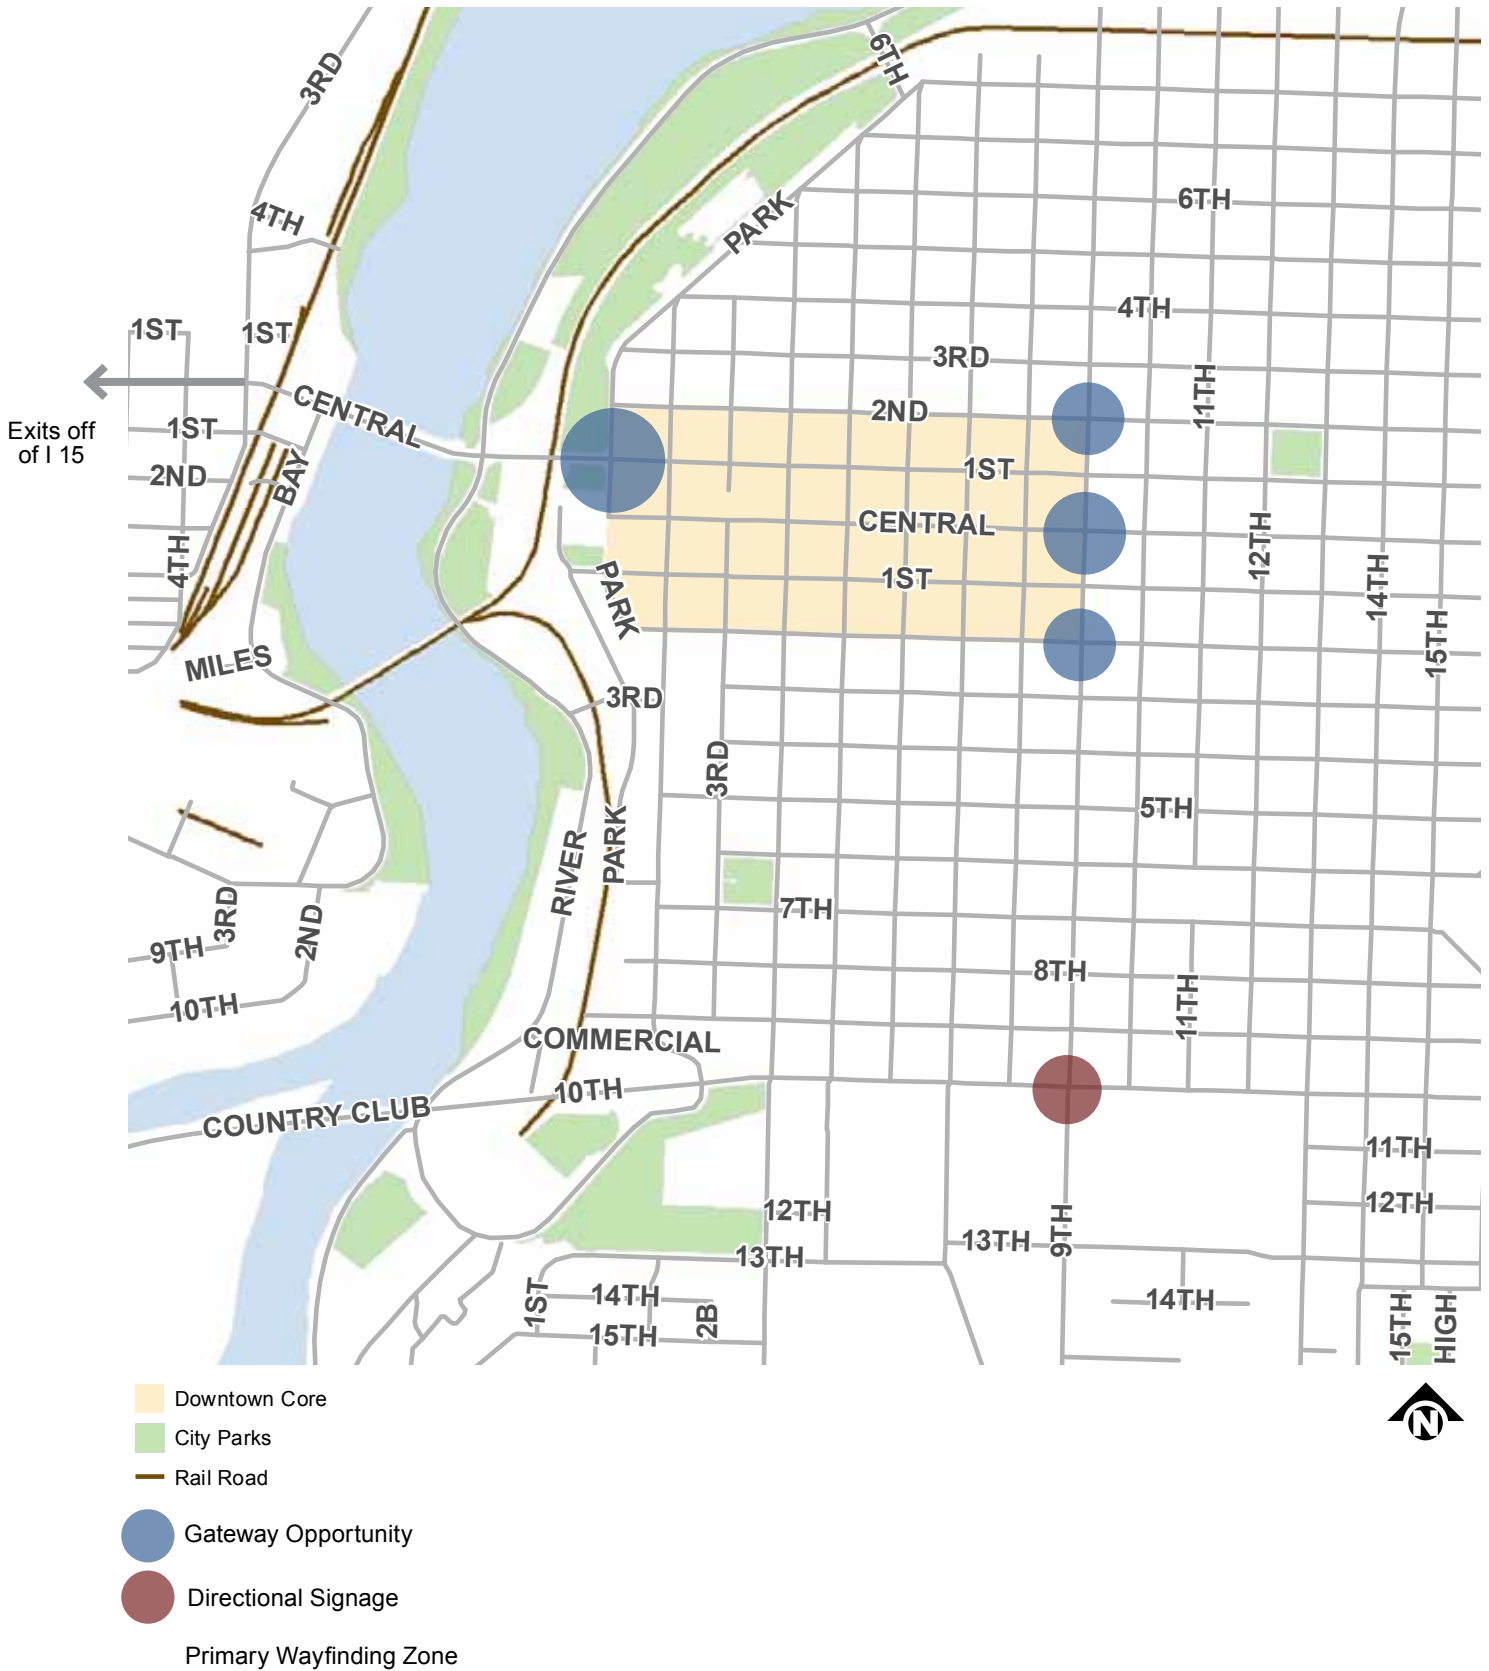 3RD
6TH
4TH
PARK
6TH
4TH
1ST
1ST
3RD
CENTRAL
2ND
11TH
Exits off
of I 15
1ST
2ND
BAY
1ST
CENTRAL
12TH
4TH
1ST
14TH
PARK
15TH
MILES
3RD
3RD
5TH
RIVER
PARK
3RD
2ND
7TH
9TH
8TH
10TH
11TH
COMMERCIAL
10TH
COUNTRY CLUB
11TH
12TH
12TH
9TH
13TH
13TH
1ST
14TH
2B
14TH
15TH
15TH
HIGH
Downtown Core
City Parks
Rail Road
N
Gateway Opportunity
Directional Signage
Primary Wayfinding Zone